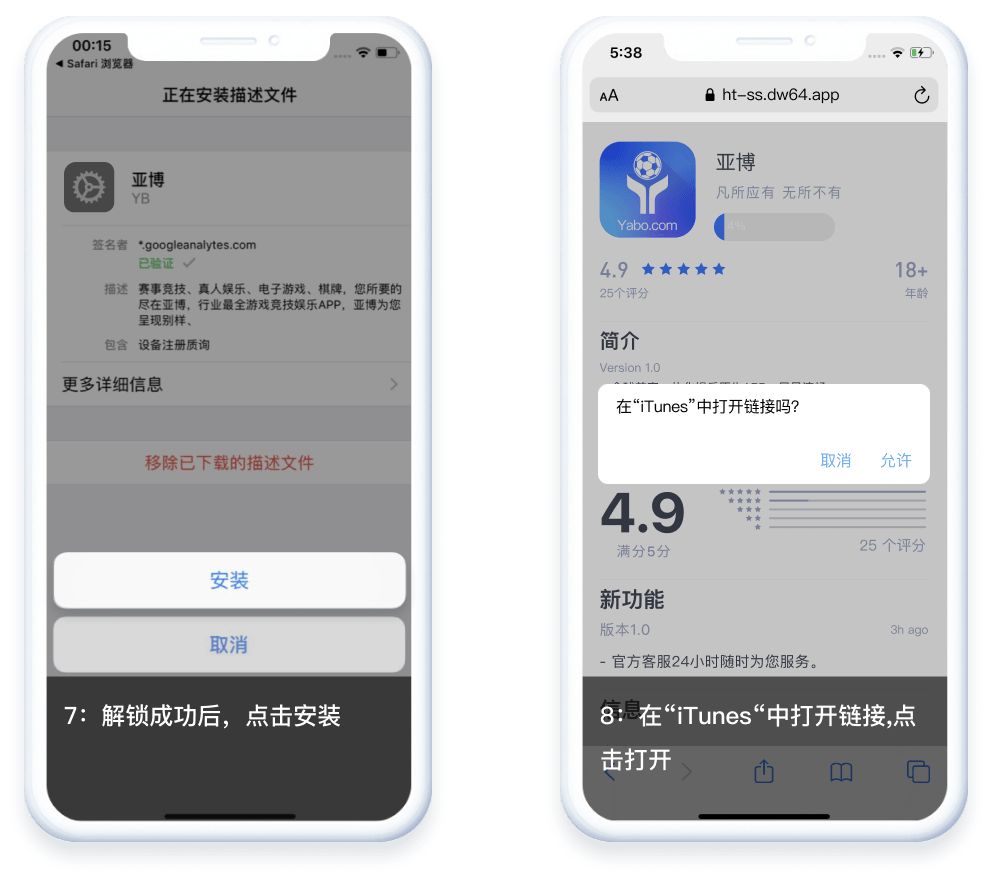 00:15
Safari 浏览器
正在安装描述文件
亚博
YB
签名者 *.googleanalytes.com
已验证
描述 赛事竞技、真人娱乐、电子游戏、棋牌，您所要的
尽在亚博，行业最全游戏竞技娱乐APP，亚博为您
呈现别样、
包含 设备注册质询
更多详细信息
移除已下载的描述文件
安装
取消
7：解锁成功后，点击安装
5:38
AA ht-ss.dw64.app
亚博
凡所应有 无所不有
Yabo.com
4%
4.9 18+
25个评分 年龄
简介
Version 1.0
在“iTunes”中打开链接吗?
取消 允许
4.9
满分5分 25 个评分
新功能
版本1.0 3h ago
- 官方客服24小时随时为您服务。
信息
8：在“iTunes“中打开链接,点
击打开